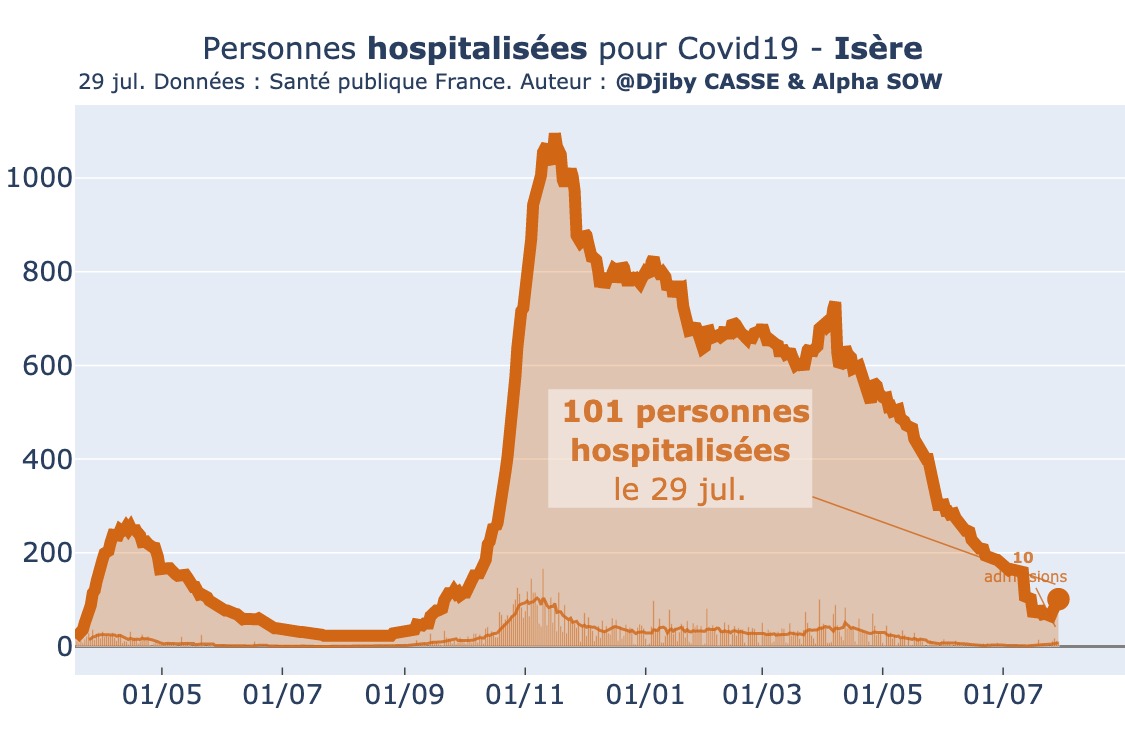 Personnes hospitalisées pour Covid19 - Isère
29 jul. Données : Santé publique France. Auteur : @Djiby CASSE & Alpha SOW
1000
800
600
400
200
0
101 personnes
hospitalisées
le 29 jul.
10
admissions
01/05 01/07 01/09 01/11 01/01 01/03 01/05 01/07